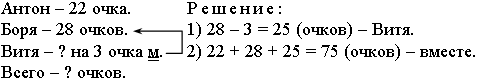 Антон – 22 очка. Р е ш е н и е :
Боря – 28 очков. 1) 28 – 3 = 25 (очков) – Витя.
Витя – ? на 3 очка м. 2) 22 + 28 + 25 = 75 (очков) – вместе.
Всего – ? очков.